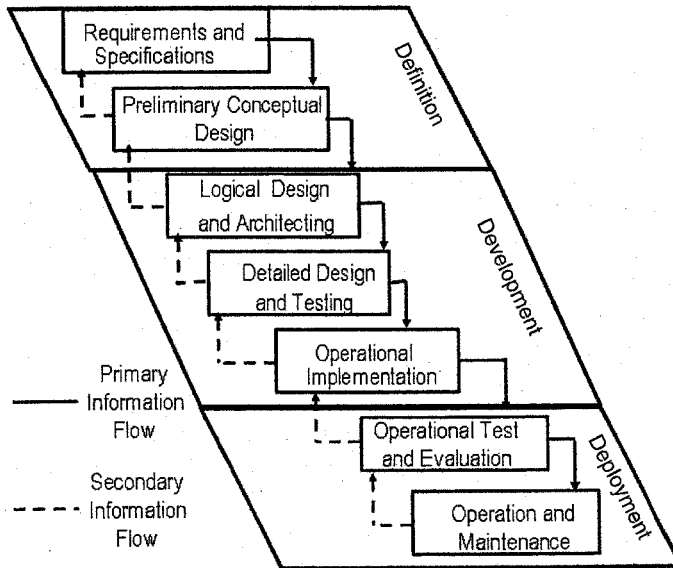 Requirements and
Specifications
Definition
Preliminary Conceptual
Design
Logical Design
and Architecting
Development
Detailed Design
and Testing
Operational
Implementation
Primary
Information
Flow
Operational Test
and Evaluation
Deployment
Secondary
Information
Flow
Operation and
Maintenance